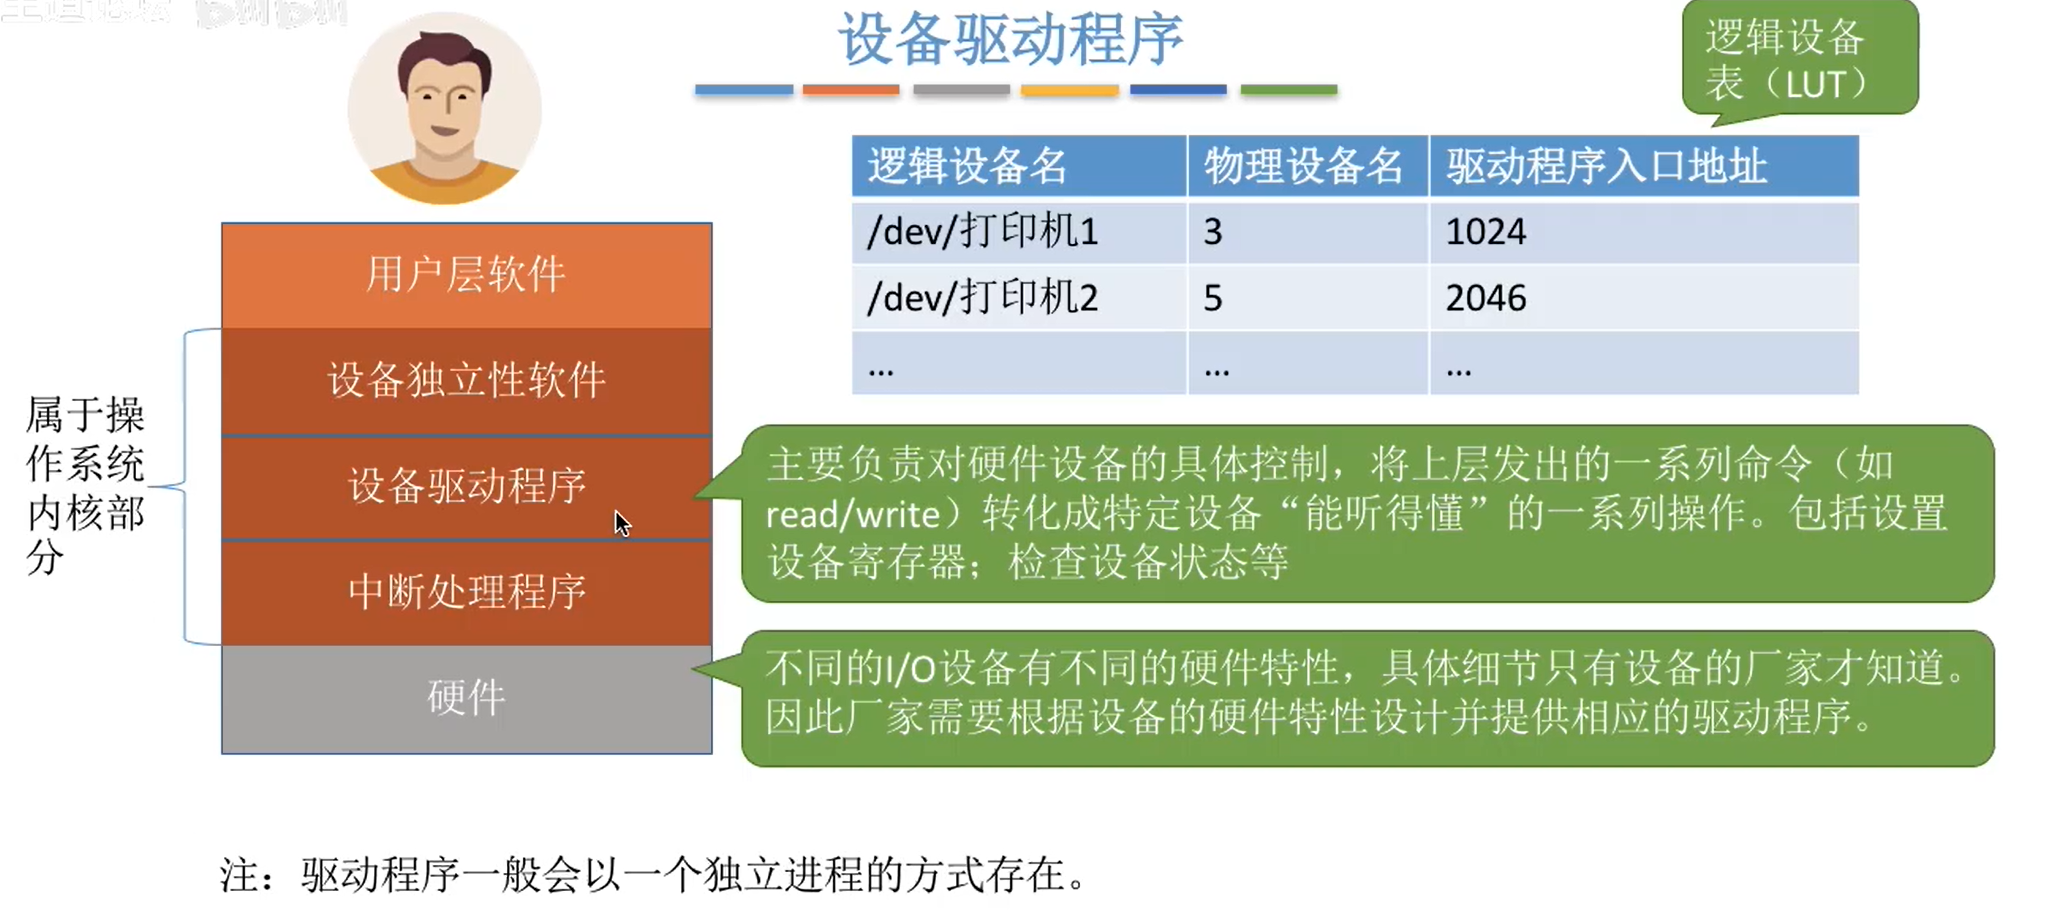 设备驱动程序
逻辑设备
表（LUT）
逻辑设备名 物理设备名 驱动程序入口地址
/dev/打印机1 3 1024
/dev/打印机2 5 2046
... ... ...
用户层软件
设备独立性软件
设备驱动程序
中断处理程序
硬件
属于操
作系统
内核部
分
主要负责对硬件设备的具体控制，将上层发出的一系列命令（如
read/write）转化成特定设备“能听得懂”的一系列操作。包括设置
设备寄存器；检查设备状态等
不同的I/O设备有不同的硬件特性，具体细节只有设备的厂家才知道。
因此厂家需要根据设备的硬件特性设计并提供相应的驱动程序。
注：驱动程序一般会以一个独立进程的方式存在。